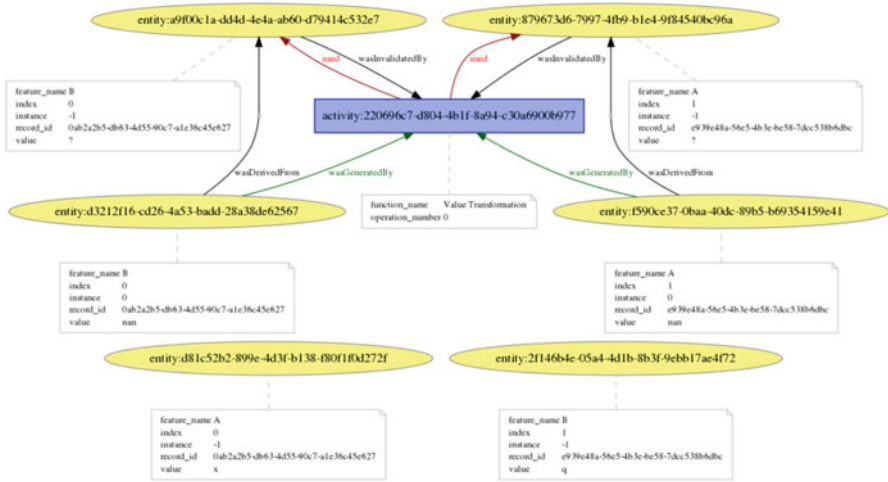 entity:a9f00c1a-dd4d-4e4a-ab60-d79414c532e7
entity:879673d6-7997-4fb9-b1e4-9f84540bc96a
used
wasInvalidatedBy
used
wasInvalidatedBy
feature_name B
index 0
instance -1
record_id 0ab2a2b5-db63-4d55-90c7-a1e36c45e627
value ?
activity:220696c7-d804-4b1f-8a94-c30a6900b977
feature_name A
index 1
instance -1
record_id e939e48a-56e5-4b3e-be58-7dcc538b6dbc
value ?
wasDerivedFrom
wasGeneratedBy
wasGeneratedBy
wasDerivedFrom
entity:d3212f16-cd26-4a53-badd-28a38de62567
function_name Value Transformation
operation_number 0
entity:f590ce37-0baa-40dc-89b5-b69354159e41
feature_name B
index 0
instance 0
record_id 0ab2a2b5-db63-4d55-90c7-a1e36c45e627
value nan
feature_name A
index 1
instance 0
record_id e939e48a-56e5-4b3e-be58-7dcc538b6dbc
value nan
entity:d81c52b2-899e-4d3f-b138-f80f1f0d272f
entity:2f146b4e-05a4-4d1b-8b3f-9ebb17ae4f72
feature_name A
index 0
instance -1
record_id 0ab2a2b5-db63-4d55-90c7-a1e36c45e627
value x
feature_name B
index 1
instance -1
record_id e939e48a-56e5-4b3e-be58-7dcc538b6dbc
value q